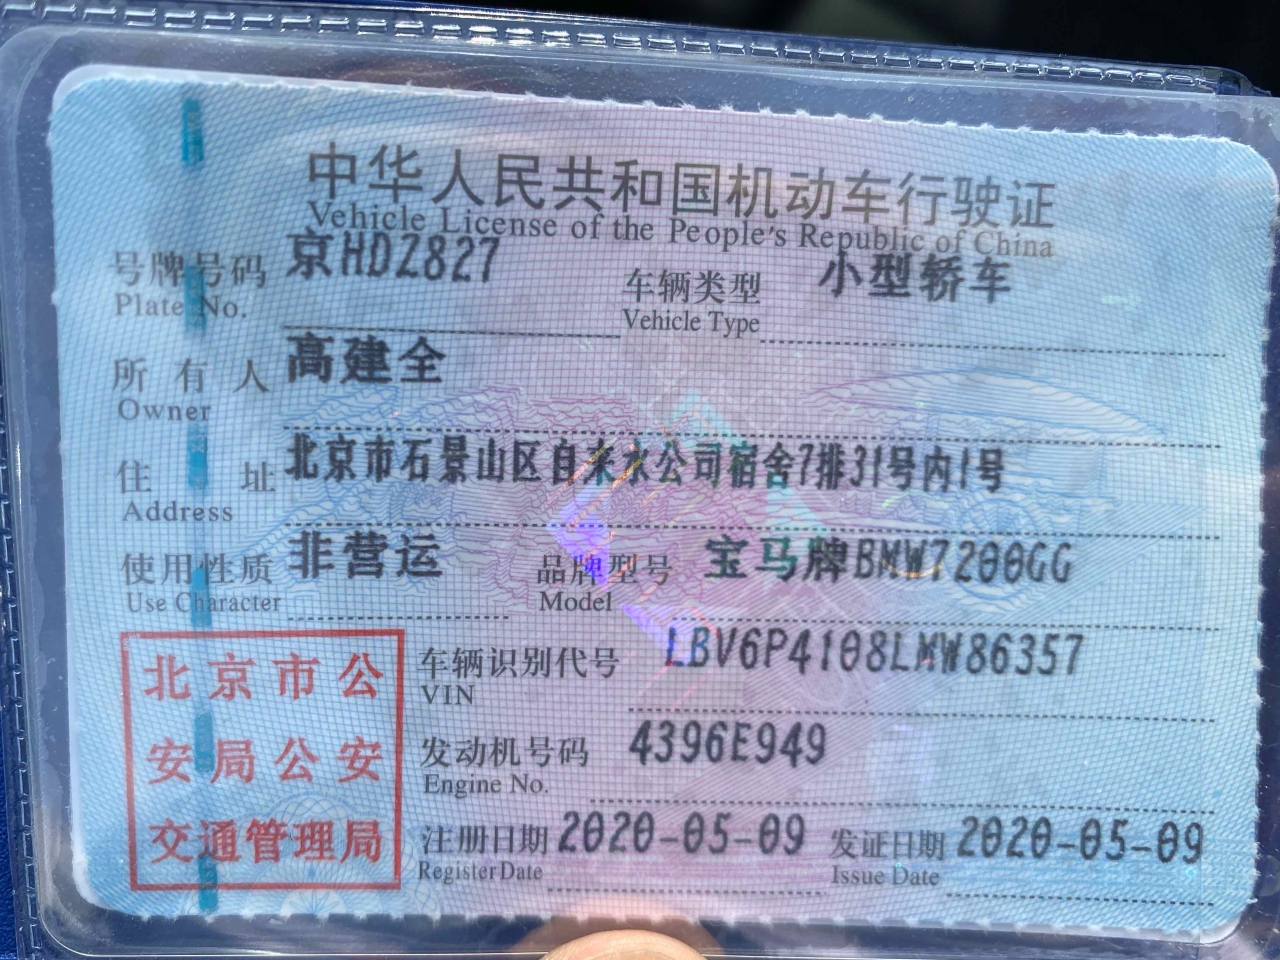 中华人民共和国机动车行驶证
Vehicle License of the People's Republic of China
号牌号码 京HDZ827 车辆类型 小型轿车
Plate No. Vehicle Type
所有人 高建全
Owner
住址 北京市石景山区自来水公司宿舍7排31号内1号
Address
使用性质 非营运 品牌型号 宝马牌BMW7200GG
Use Character Model
北京市公
安局公安
交通管理局
车辆识别代号 LBV6P4108LMW86357
VIN
发动机号码 4396E949
Engine No.
注册日期 2020-05-09 发证日期 2020-05-09
Register Date Issue Date